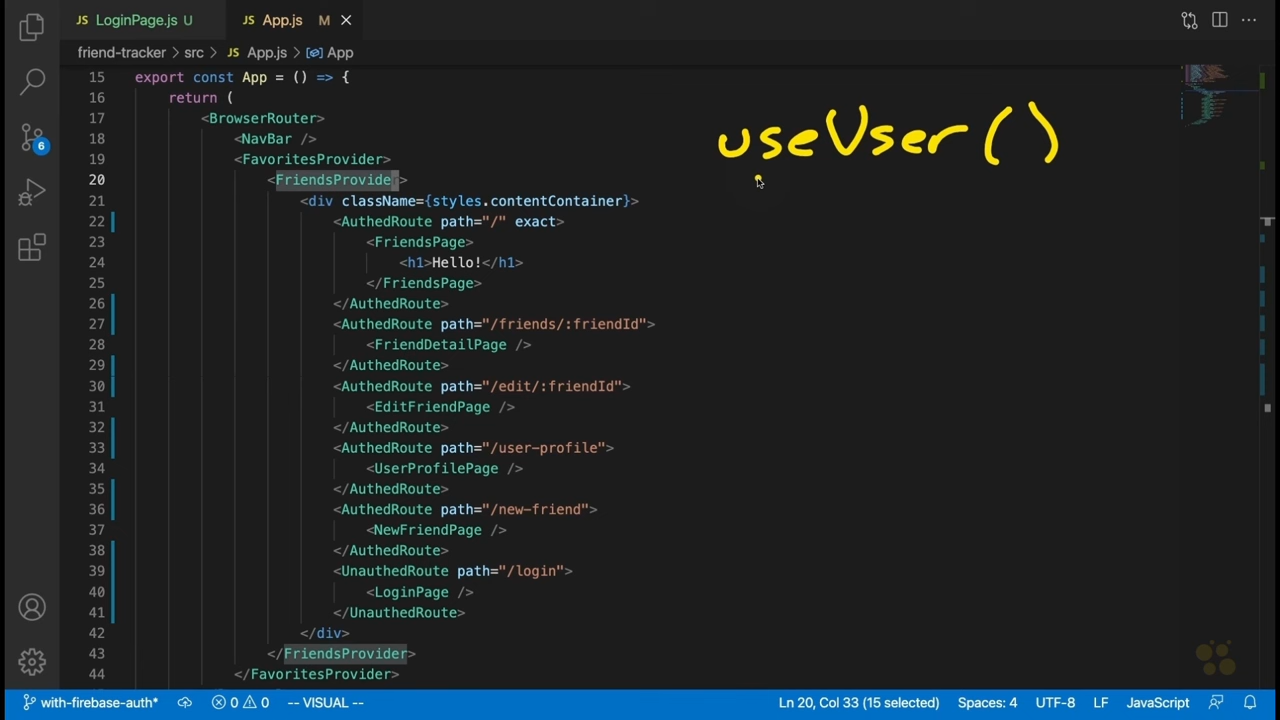 JS LoginPage.js U
JS App.js M
friend-tracker > src > JS App.js > App
15 export const App = () => {
16 return (
17 <BrowserRouter>
18 <NavBar />
19 <FavoritesProvider>
20 <FriendsProvider>
21 <div className={styles.contentContainer}>
22 <AuthedRoute path="/" exact>
23 <FriendsPage>
24 <h1>Hello!</h1>
25 </FriendsPage>
26 </AuthedRoute>
27 <AuthedRoute path="/friends/:friendId">
28 <FriendDetailPage />
29 </AuthedRoute>
30 <AuthedRoute path="/edit/:friendId">
31 <EditFriendPage />
32 </AuthedRoute>
33 <AuthedRoute path="/user-profile">
34 <UserProfilePage />
35 </AuthedRoute>
36 <AuthedRoute path="/new-friend">
37 <NewFriendPage />
38 </AuthedRoute>
39 <UnauthedRoute path="/login">
40 <LoginPage />
41 </UnauthedRoute>
42 </div>
43 </FriendsProvider>
44 </FavoritesProvider>
useUser()
6
with-firebase-auth* 0 0 -- VISUAL -- Ln 20, Col 33 (15 selected) Spaces: 4 UTF-8 LF JavaScript